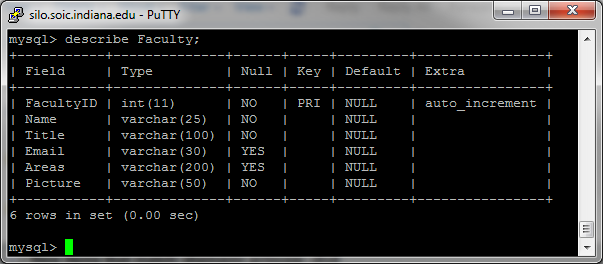 silo.soic.indiana.edu - PuTTY
mysql> describe Faculty;
+-----------+--------------+------+-----+---------+----------------+
| Field     | Type         | Null | Key | Default | Extra          |
+-----------+--------------+------+-----+---------+----------------+
| FacultyID | int(11)      | NO   | PRI | NULL    | auto_increment |
| Name      | varchar(25)  | NO   |     | NULL    |                |
| Title     | varchar(100) | NO   |     | NULL    |                |
| Email     | varchar(30)  | YES  |     | NULL    |                |
| Areas     | varchar(200) | YES  |     | NULL    |                |
| Picture   | varchar(50)  | NO   |     | NULL    |                |
+-----------+--------------+------+-----+---------+----------------+
6 rows in set (0.00 sec)
mysql>